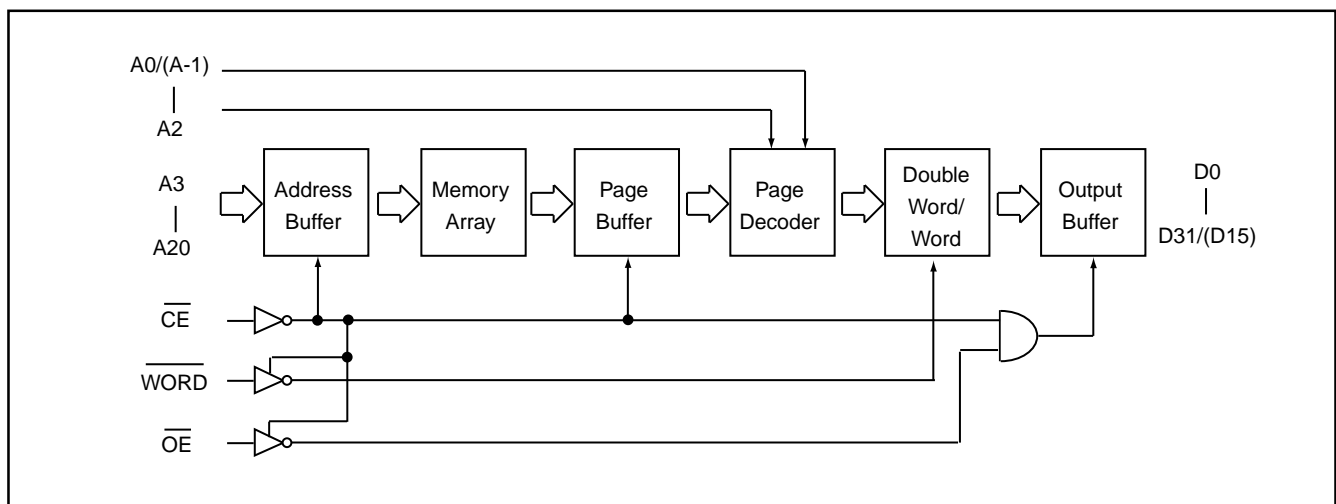 A0/(A-1)
A2
A3
A20
Address
Buffer
Memory
Array
Page
Buffer
Page
Decoder
Double
Word/
Word
Output
Buffer
D0
D31/(D15)
CE
WORD
OE